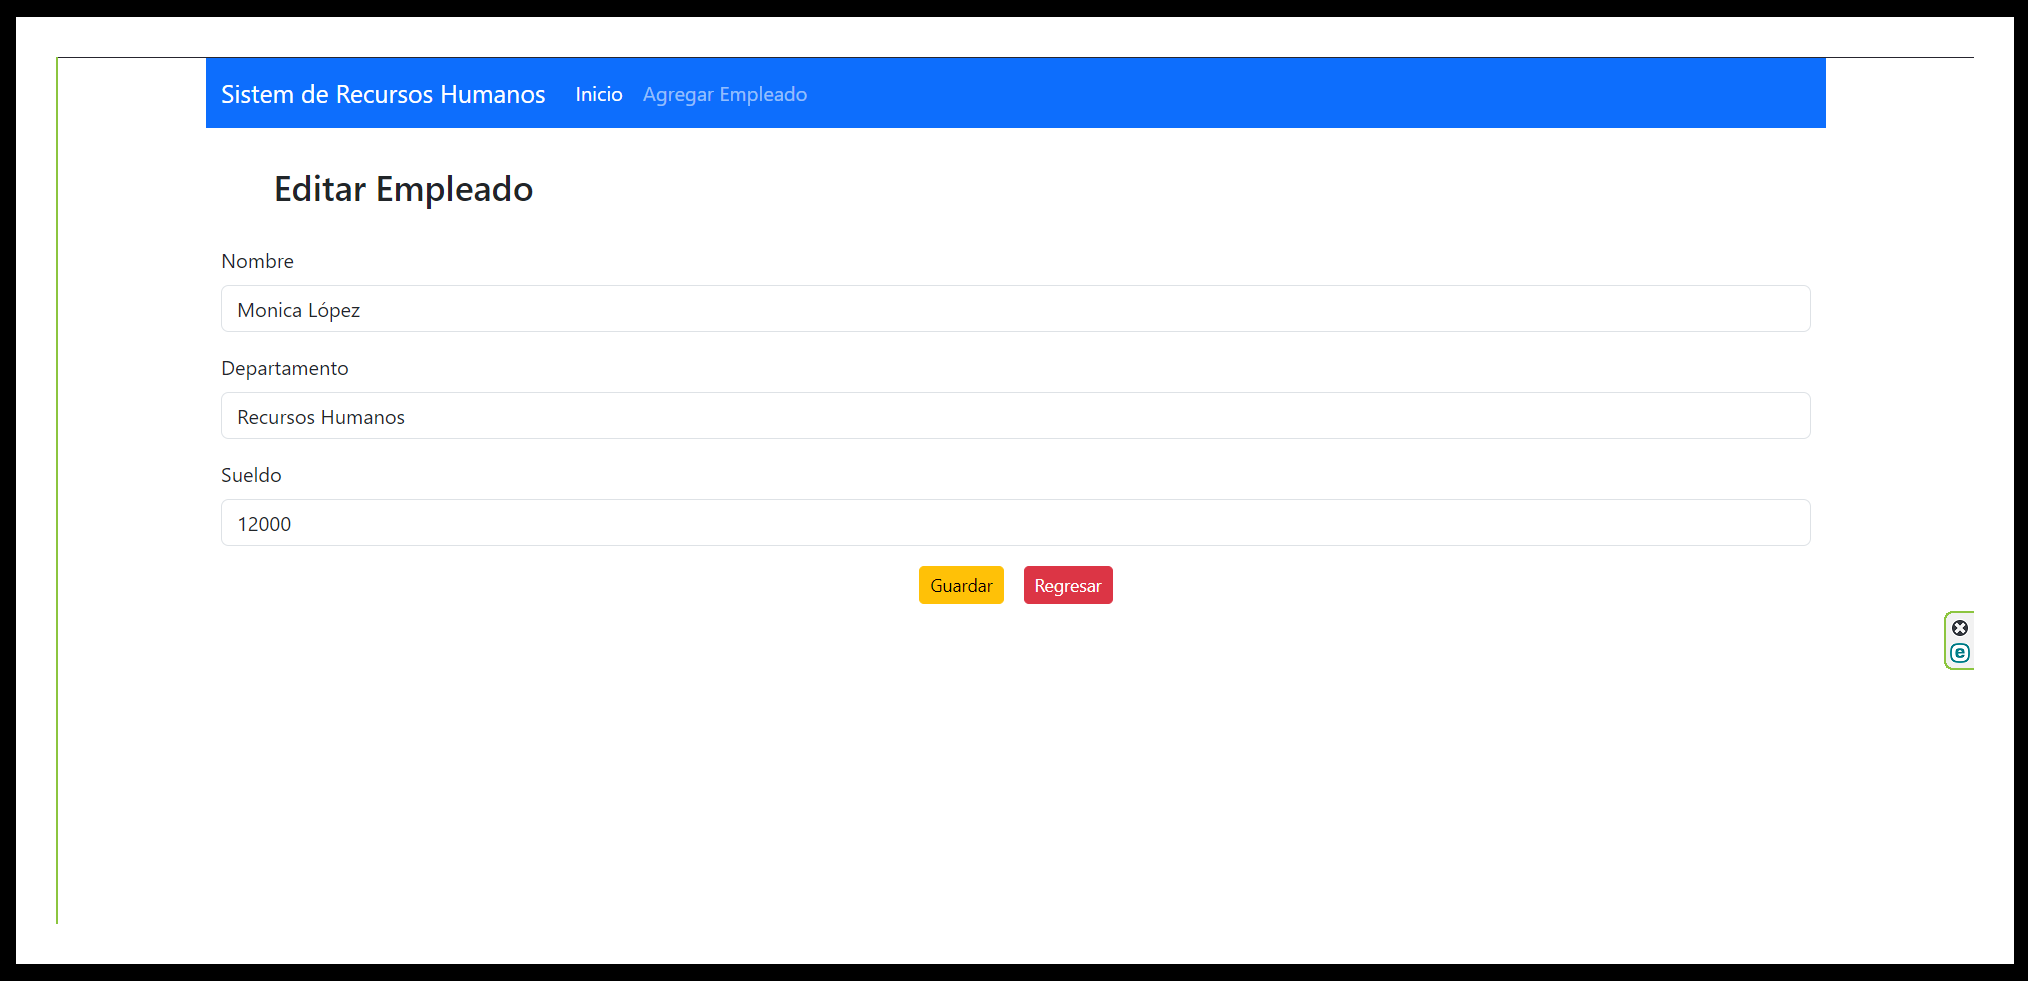 Sistem de Recursos Humanos Inicio Agregar Empleado
Editar Empleado
Nombre
Monica López
Departamento
Recursos Humanos
Sueldo
12000
Guardar Regresar
e